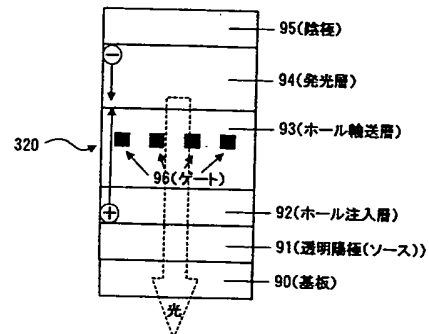 95(陰極)
94(発光層)
93(ホール輸送層)
320
96(ゲート)
92(ホール注入層)
91(透明陽極(ソース))
90(基板)
光